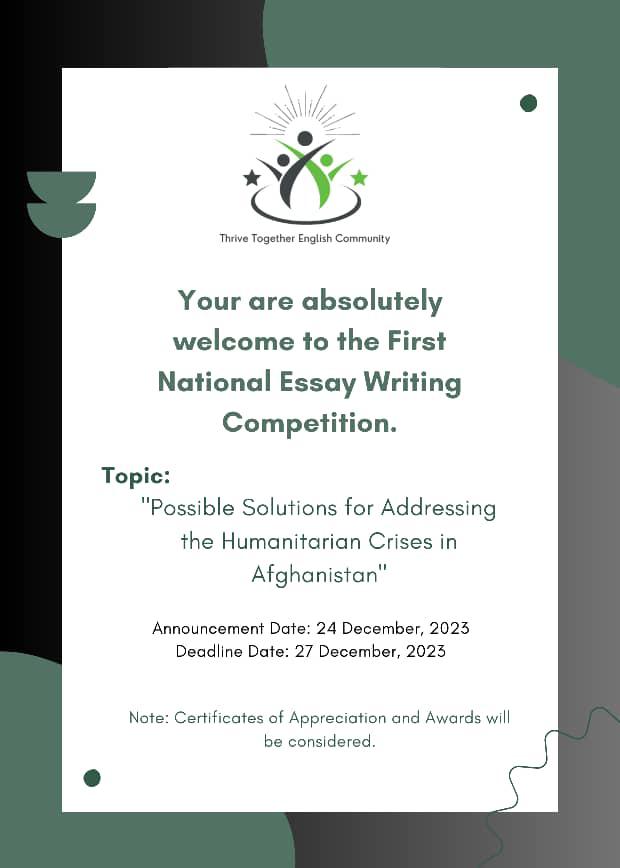 Thrive Together English Community
Your are absolutely
welcome to the First
National Essay Writing
Competition.
Topic:
"Possible Solutions for Addressing
the Humanitarian Crises in
Afghanistan"
Announcement Date: 24 December, 2023
Deadline Date: 27 December, 2023
Note: Certificates of Appreciation and Awards will
be considered.